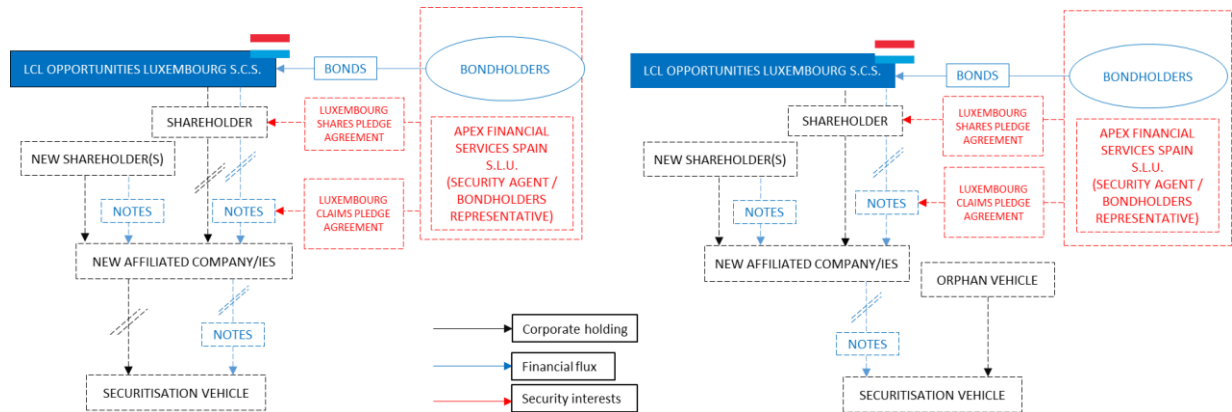 LCL OPPORTUNITIES LUXEMBOURG S.C.S.
BONDS
BONDHOLDERS
SHAREHOLDER
LUXEMBOURG
SHARES PLEDGE
AGREEMENT
APEX FINANCIAL
SERVICES SPAIN
S.L.U.
(SECURITY AGENT /
BONDHOLDERS
REPRESENTATIVE)
NEW SHAREHOLDER(S)
NOTES
NOTES
LUXEMBOURG
CLAIMS PLEDGE
AGREEMENT
NEW AFFILIATED COMPANY/IES
NOTES
SECURITISATION VEHICLE
Corporate holding
Financial flux
Security interests
LCL OPPORTUNITIES LUXEMBOURG S.C.S.
BONDS
BONDHOLDERS
SHAREHOLDER
LUXEMBOURG
SHARES PLEDGE
AGREEMENT
APEX FINANCIAL
SERVICES SPAIN
S.L.U.
(SECURITY AGENT /
BONDHOLDERS
REPRESENTATIVE)
NEW SHAREHOLDER(S)
NOTES
NOTES
LUXEMBOURG
CLAIMS PLEDGE
AGREEMENT
NEW AFFILIATED COMPANY/IES
ORPHAN VEHICLE
NOTES
SECURITISATION VEHICLE